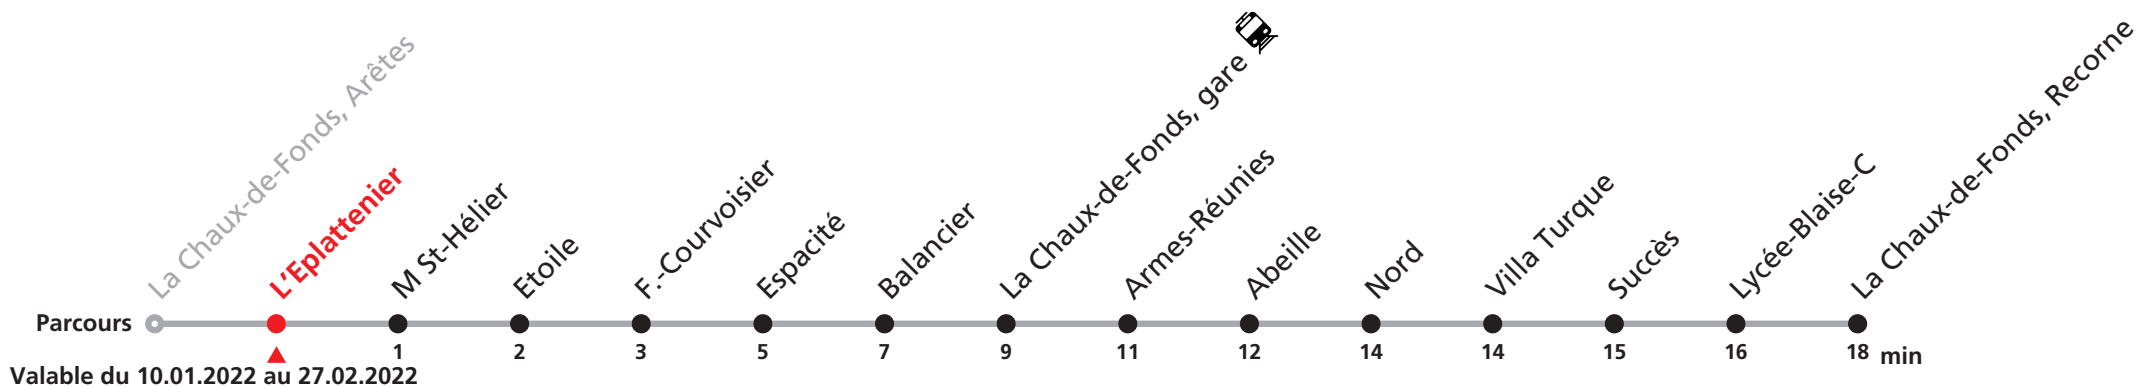 La Chaux-de-Fonds, Arêtes
L'Eplattenier
M St-Hélier
Etoile
F.-Courvoisier
Espacité
Balancier
La Chaux-de-Fonds, gare
Armes-Réunies
Abeille
Nord
Villa Turque
Succès
Lycée-Blaise-C
La Chaux-de-Fonds, Recorne
Parcours
1 2 3 5 7 9 11 12 14 14 15 16 18 min
Valable du 10.01.2022 au 27.02.2022